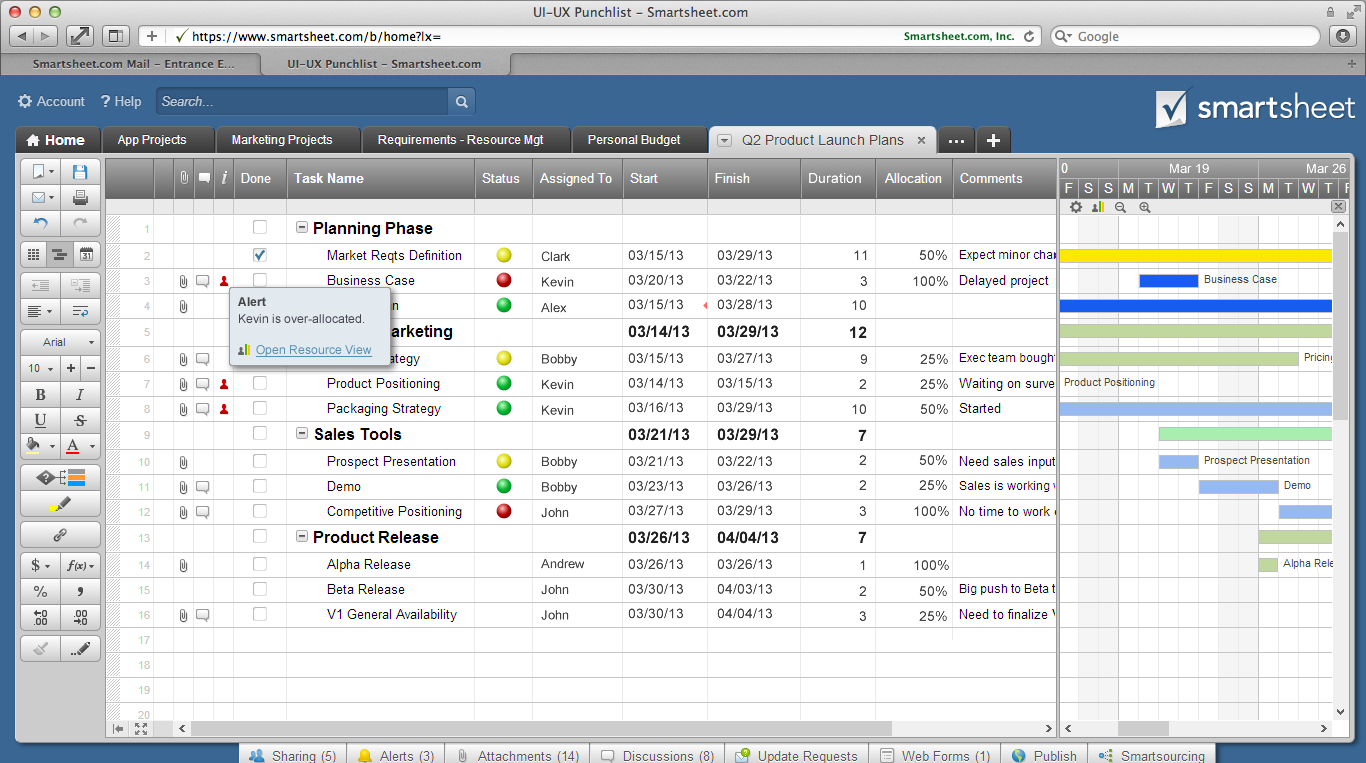 UI-UX Punchlist – Smartsheet.com
https://www.smartsheet.com/b/home?lx=
Smartsheet.com, Inc.
Google
Smartsheet.com Mail – Entrance E...
UI-UX Punchlist – Smartsheet.com
Account
? Help
Search...
smartsheet
Home
App Projects
Marketing Projects
Requirements - Resource Mgt
Personal Budget
Q2 Product Launch Plans
...
+
i Done Task Name Status Assigned To Start Finish Duration Allocation Comments
0 Mar 19 Mar 26
F S S M T W T F S S M T W T F
1 Planning Phase
2 Market Reqts Definition Clark 03/15/13 03/29/13 11 50% Expect minor char
3 Business Case Kevin 03/20/13 03/22/13 3 100% Delayed project
Business Case
4 Alex 03/15/13 03/28/13 10
5 arketing 03/14/13 03/29/13 12
6 ategy Bobby 03/15/13 03/27/13 9 25% Exec team bought
Pricing
7 Product Positioning Kevin 03/14/13 03/15/13 2 25% Waiting on surve
Product Positioning
8 Packaging Strategy Kevin 03/16/13 03/29/13 10 50% Started
9 Sales Tools 03/21/13 03/29/13 7
10 Prospect Presentation Bobby 03/21/13 03/22/13 2 50% Need sales input
Prospect Presentation
11 Demo Bobby 03/23/13 03/26/13 2 25% Sales is working
Demo
12 Competitive Positioning John 03/27/13 03/29/13 3 100% No time to work
13 Product Release 03/26/13 04/04/13 7
14 Alpha Release Andrew 03/26/13 03/26/13 1 100%
Alpha Rele
15 Beta Release John 03/30/13 04/03/13 2 50% Big push to Beta t
16 V1 General Availability John 03/30/13 04/04/13 3 25% Need to finalize V
17
18
19
20
Alert
Kevin is over-allocated.
Open Resource View
31
Arial
10
+ −
B I
U S
A
$ f(x)
% ,
.0 .00
.00 .0
Sharing (5)
Alerts (3)
Attachments (14)
Discussions (8)
Update Requests
Web Forms (1)
Publish
Smartsourcing